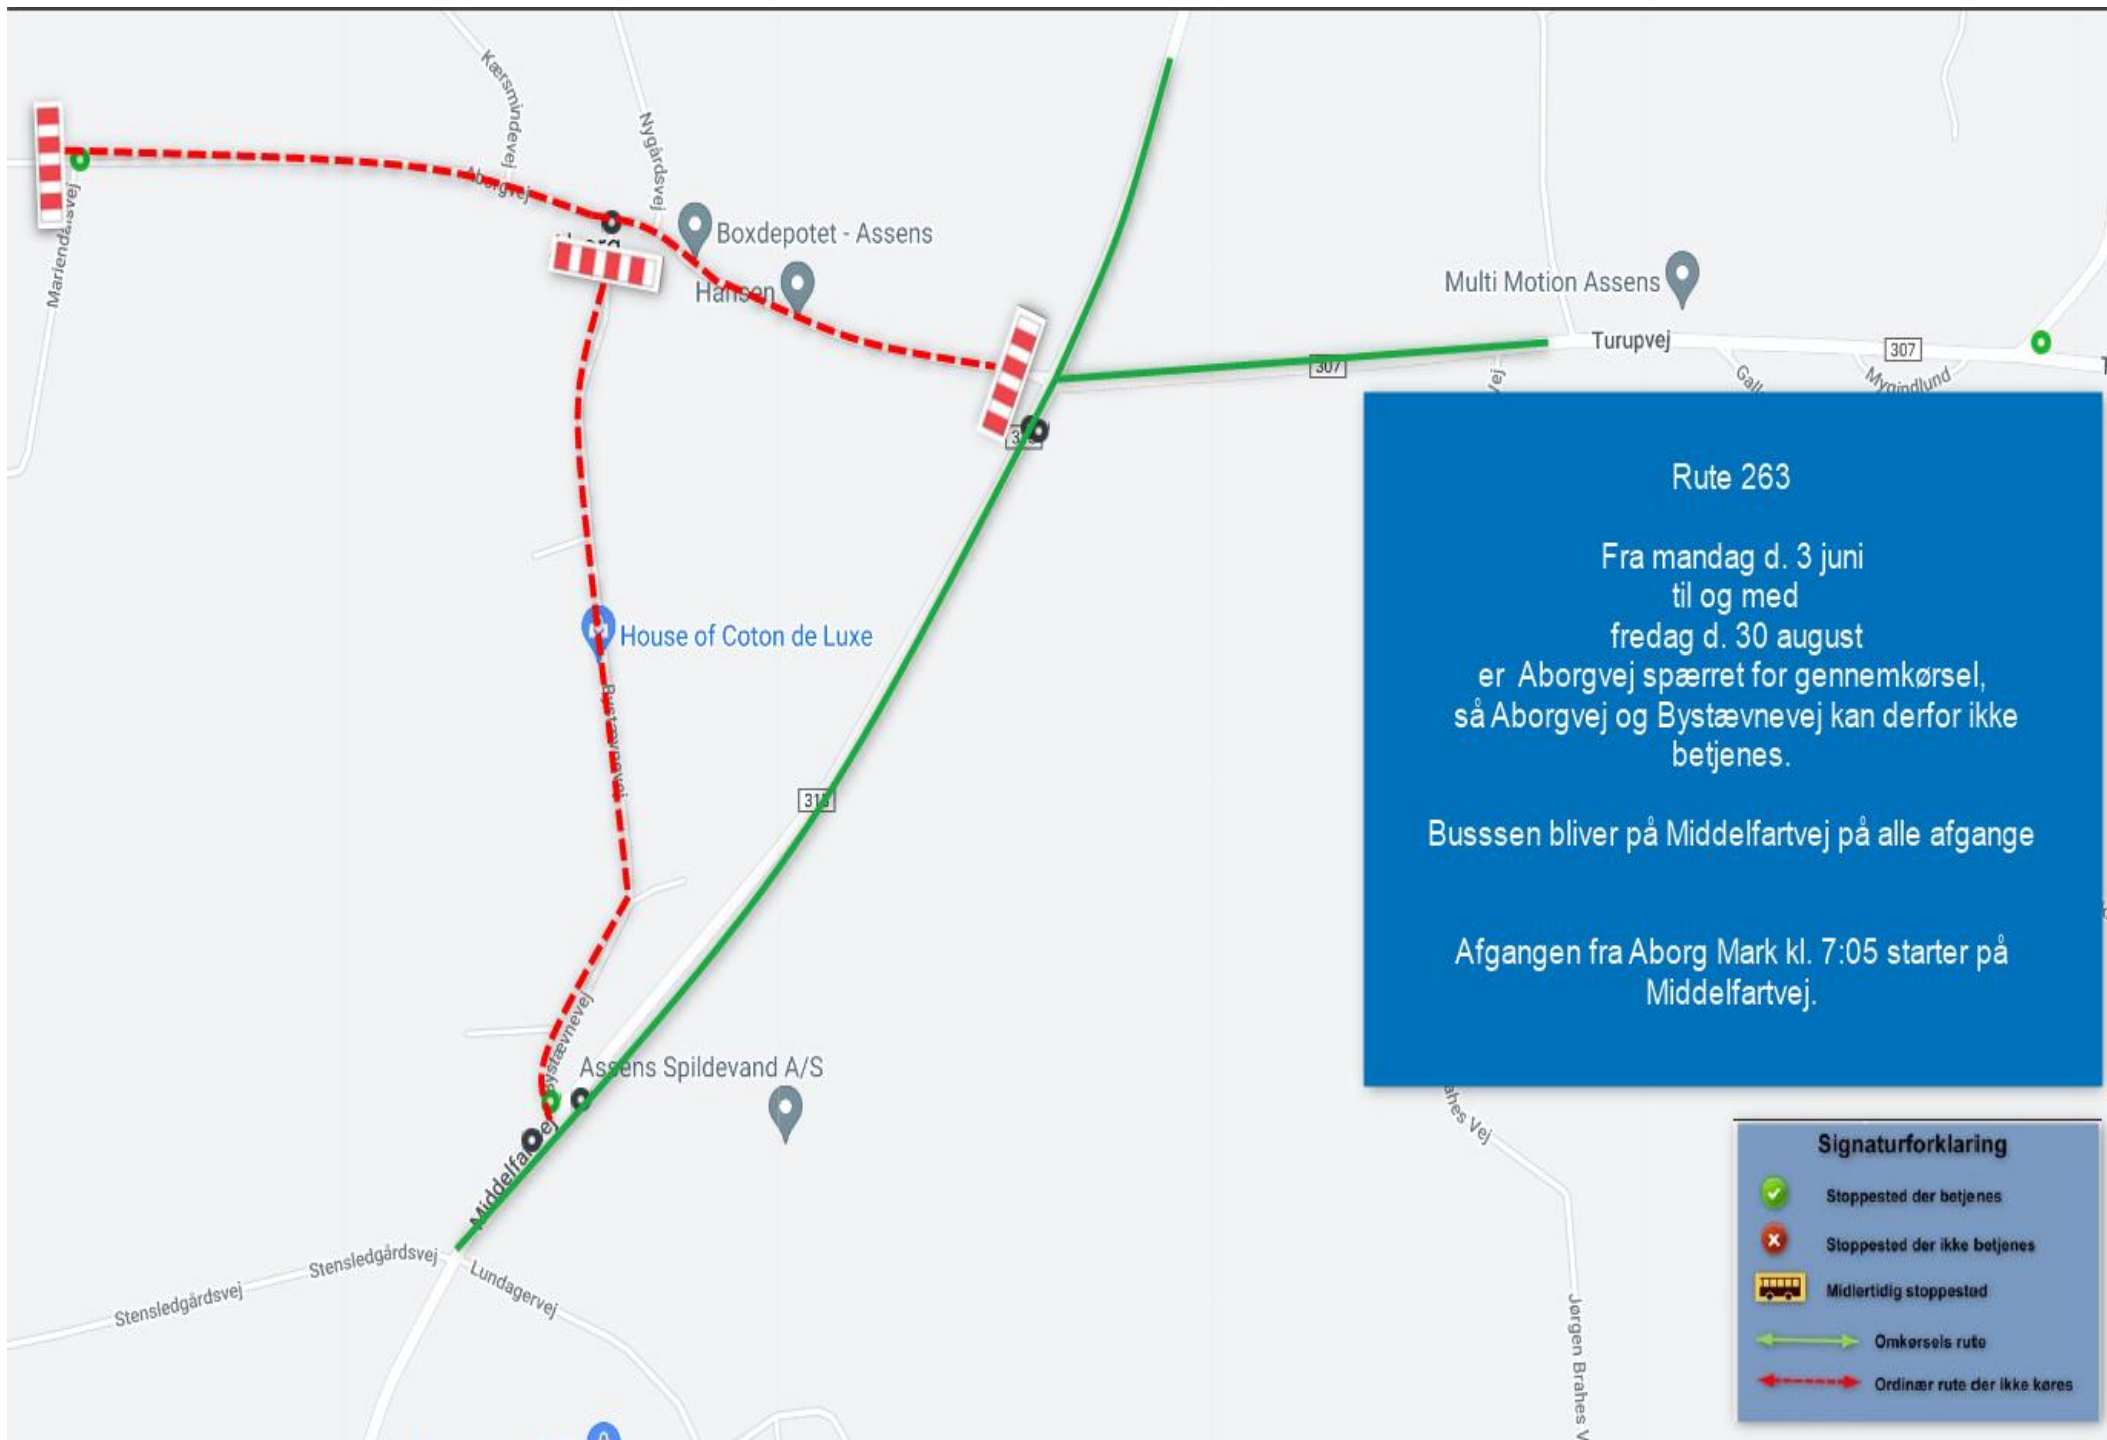 Kærsmindevej
Nygårdsvej
Aborgvej
Mariendalsvej
Boxdepotet - Assens
Hansen
Multi Motion Assens
Turupvej
307
307
Mygindlund
House of Coton de Luxe
Bystævnevej
Bystævnevej
Assens Spildevand A/S
Stensledgårdsvej
Stensledgårdsvej
Lundagervej
Jørgen Brahes V
ahes Vej
Rute 263
Fra mandag d. 3 juni
til og med
fredag d. 30 august
er Aborgvej spærret for gennemkørsel,
så Aborgvej og Bystævnevej kan derfor ikke
betjenes.
Busssen bliver på Middelfartvej på alle afgange
Afgangen fra Aborg Mark kl. 7:05 starter på
Middelfartvej.
Signaturforklaring
Stoppested der betjenes
Stoppested der ikke betjenes
Midlertidig stoppested
Omkørsels rute
Ordinær rute der ikke køres